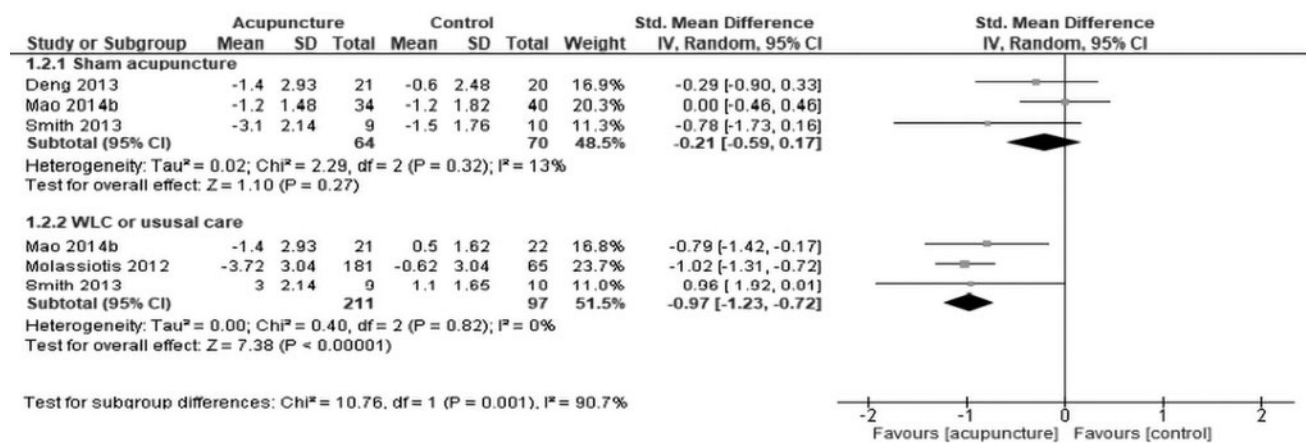 Acupuncture Control Std. Mean Difference Std. Mean Difference
Study or Subgroup Mean SD Total Mean SD Total Weight IV, Random, 95% CI IV, Random, 95% CI
1.2.1 Sham acupuncture
Deng 2013 -1.4 2.93 21 -0.6 2.48 20 16.9% -0.29 [-0.90, 0.33]
Mao 2014b -1.2 1.48 34 -1.2 1.82 40 20.3% 0.00 [-0.46, 0.46]
Smith 2013 -3.1 2.14 9 -1.5 1.76 10 11.3% -0.78 [-1.73, 0.16]
Subtotal (95% CI) 64 70 48.5% -0.21 [-0.59, 0.17]
Heterogeneity: Tau² = 0.02; Chi² = 2.29, df = 2 (P = 0.32); I² = 13%
Test for overall effect: Z = 1.10 (P = 0.27)
1.2.2 WLC or ususal care
Mao 2014b -1.4 2.93 21 0.5 1.62 22 16.8% -0.79 [-1.42, -0.17]
Molassiotis 2012 -3.72 3.04 181 -0.62 3.04 65 23.7% -1.02 [-1.31, -0.72]
Smith 2013 3 2.14 9 1.1 1.65 10 11.0% 0.96 [ 1.92, 0.01]
Subtotal (95% CI) 211 97 51.5% -0.97 [-1.23, -0.72]
Heterogeneity: Tau² = 0.00; Chi² = 0.40, df = 2 (P = 0.82); I² = 0%
Test for overall effect: Z = 7.38 (P < 0.00001)
Test for subgroup differences: Chi² = 10.76, df = 1 (P = 0.001), I² = 90.7%
-2 -1 0 1 2
Favours [acupuncture] Favours [control]